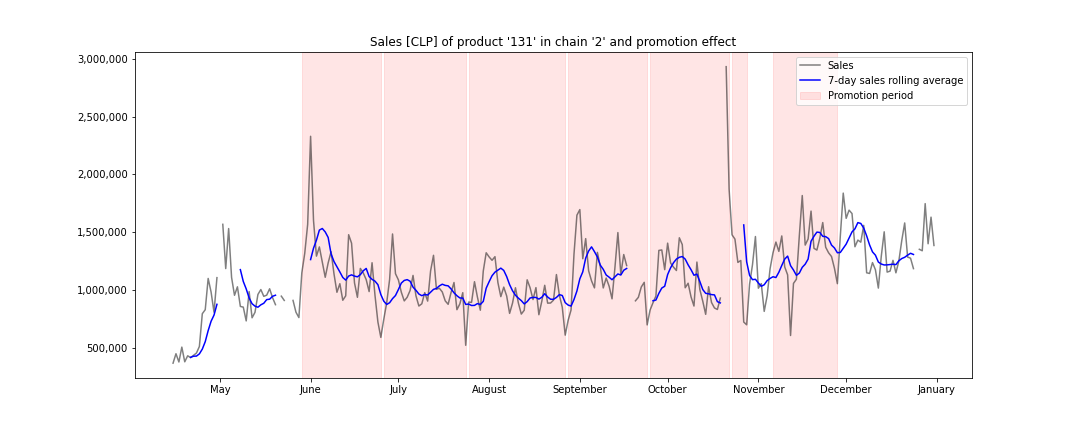 Sales [CLP] of product '131' in chain '2' and promotion effect
3,000,000
2,500,000
2,000,000
1,500,000
1,000,000
500,000
Sales
7-day sales rolling average
Promotion period
May June July August September October November December January